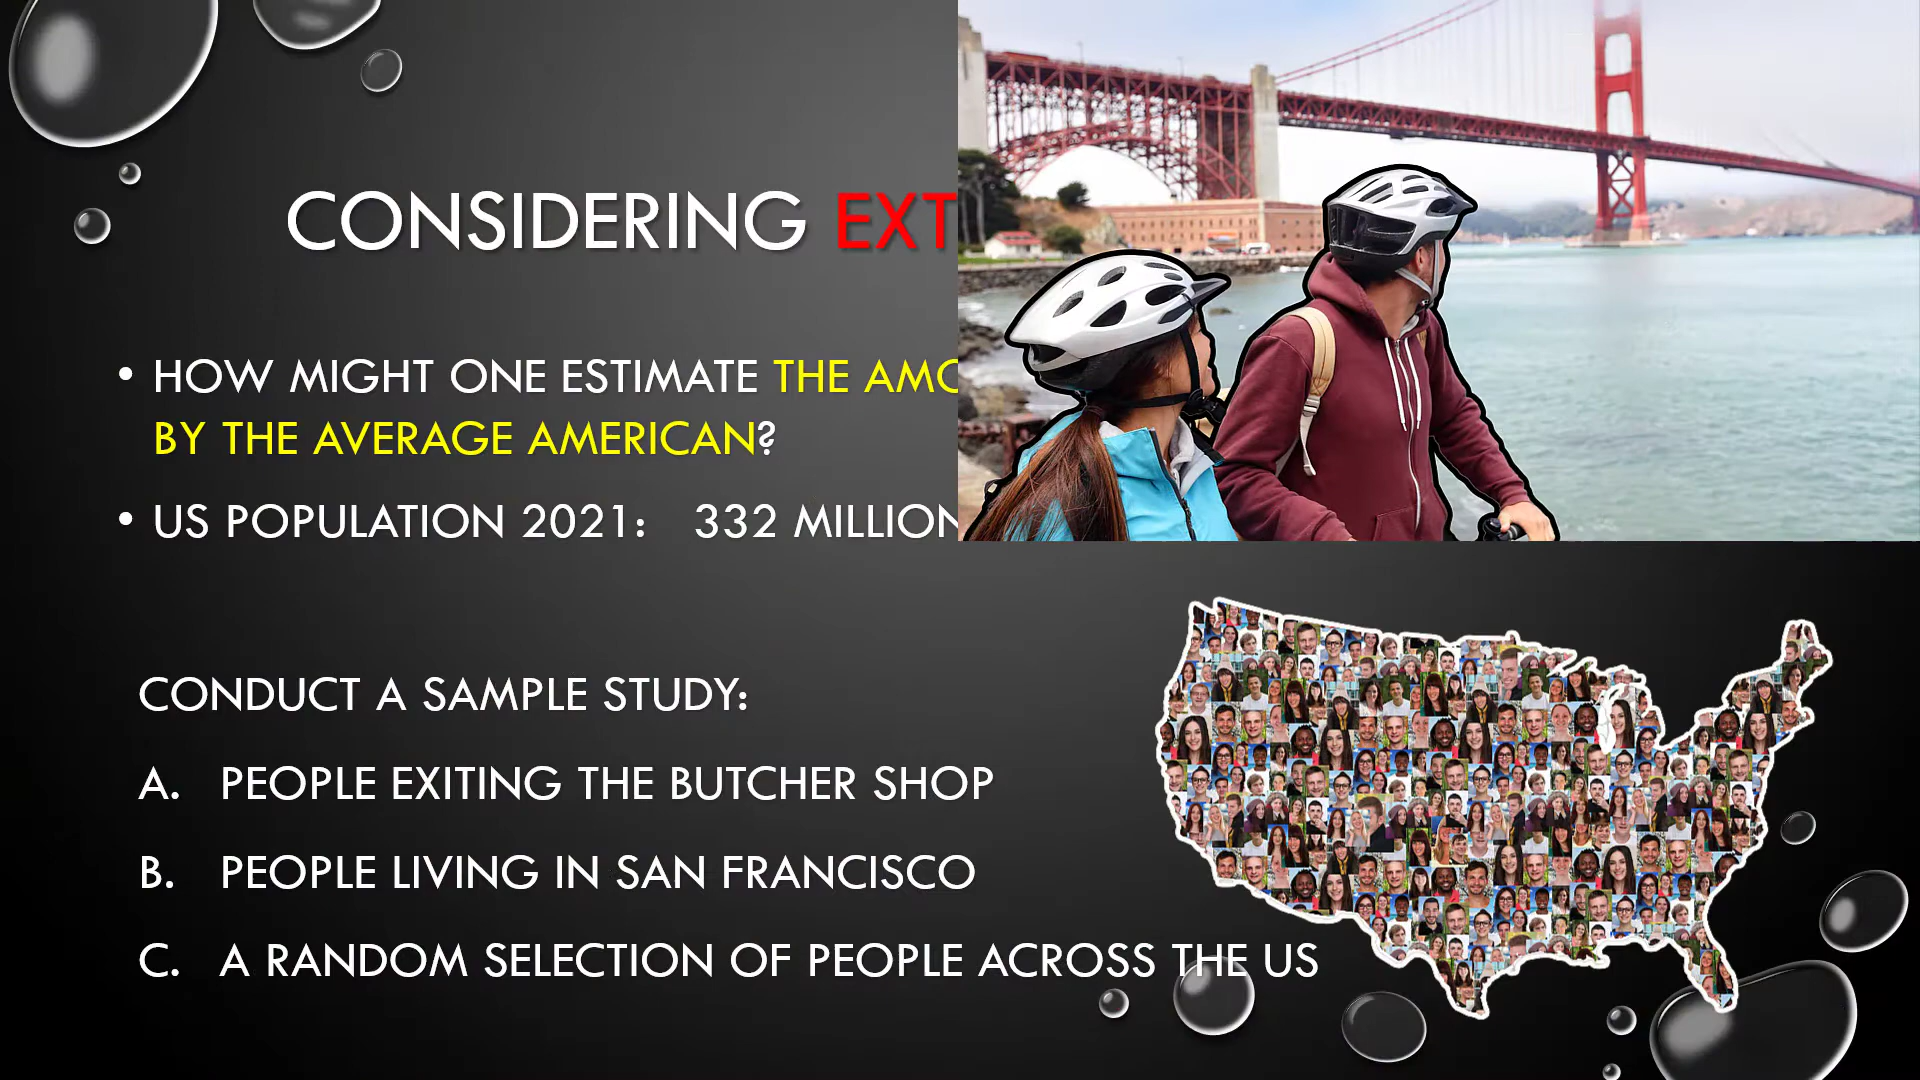 CONSIDERING EXT
• HOW MIGHT ONE ESTIMATE THE AMO
BY THE AVERAGE AMERICAN?
• US POPULATION 2021: 332 MILLION
CONDUCT A SAMPLE STUDY:
A. PEOPLE EXITING THE BUTCHER SHOP
B. PEOPLE LIVING IN SAN FRANCISCO
C. A RANDOM SELECTION OF PEOPLE ACROSS THE US